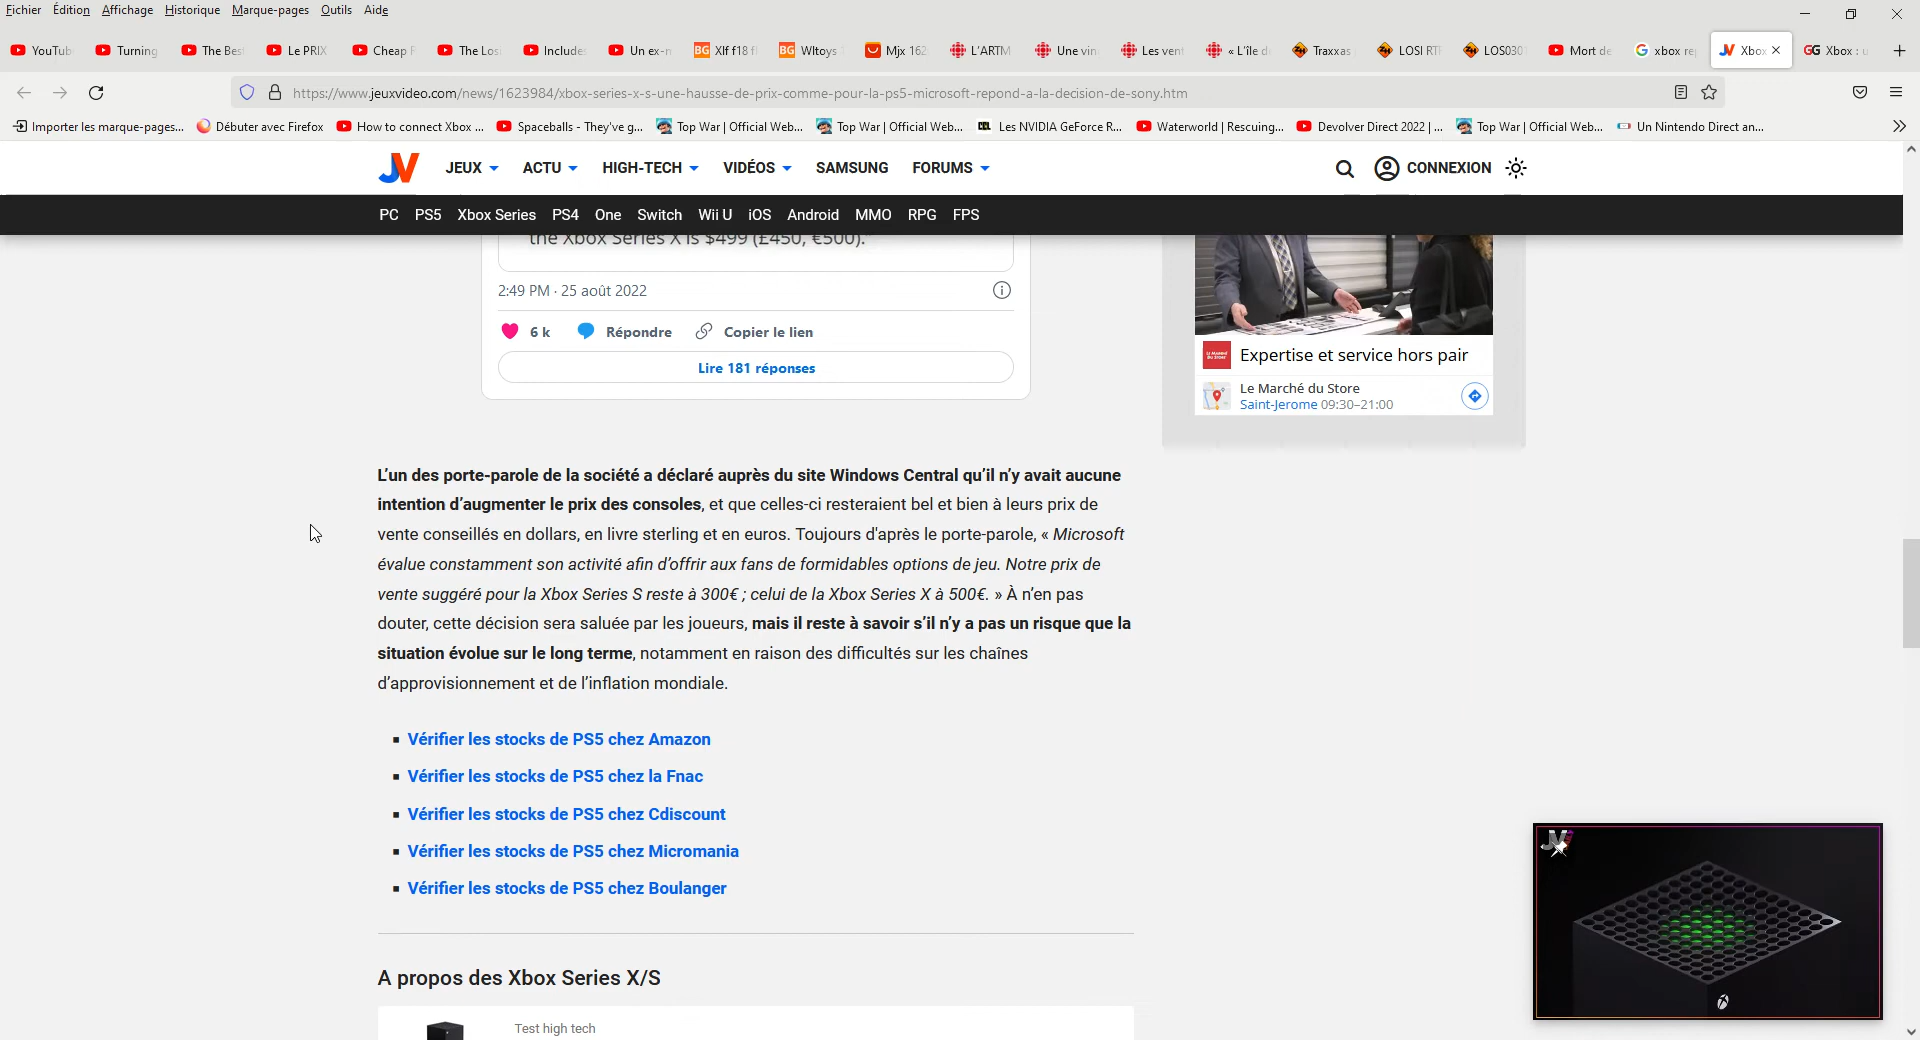 Fichier Édition Affichage Historique Marque-pages Outils Aide
YouTub Turning The Bes Le PRIX Cheap F The Los Includes Un ex-n Xlf f18 fi Wltoys 1 Mjx 162 L'ARTM Une vin Les vent « L'île d Traxxas LOSI RTI LOS030 Mort de xbox rep Xbox Xbox : u
https://www.jeuxvideo.com/news/1623984/xbox-series-x-s-une-hausse-de-prix-comme-pour-la-ps5-microsoft-repond-a-la-decision-de-sony.htm
Importer les marque-pages... Débuter avec Firefox How to connect Xbox ... Spaceballs - They've g... Top War | Official Web... Top War | Official Web... Les NVIDIA GeForce R... Waterworld | Rescuing... Devolver Direct 2022 | ... Top War | Official Web... Un Nintendo Direct an...
JV JEUX ACTU HIGH-TECH VIDÉOS SAMSUNG FORUMS CONNEXION
PC PS5 Xbox Series PS4 One Switch Wii U iOS Android MMO RPG FPS
the Xbox Series X is $499 (£450, €500)."
2:49 PM · 25 août 2022
6 k Répondre Copier le lien
Lire 181 réponses
Expertise et service hors pair
Le Marché du Store
Saint-Jerome 09:30–21:00
L'un des porte-parole de la société a déclaré auprès du site Windows Central qu'il n'y avait aucune
intention d'augmenter le prix des consoles, et que celles-ci resteraient bel et bien à leurs prix de
vente conseillés en dollars, en livre sterling et en euros. Toujours d'après le porte-parole, « Microsoft
évalue constamment son activité afin d'offrir aux fans de formidables options de jeu. Notre prix de
vente suggéré pour la Xbox Series S reste à 300€ ; celui de la Xbox Series X à 500€. » À n'en pas
douter, cette décision sera saluée par les joueurs, mais il reste à savoir s'il n'y a pas un risque que la
situation évolue sur le long terme, notamment en raison des difficultés sur les chaînes
d'approvisionnement et de l'inflation mondiale.
Vérifier les stocks de PS5 chez Amazon
Vérifier les stocks de PS5 chez la Fnac
Vérifier les stocks de PS5 chez Cdiscount
Vérifier les stocks de PS5 chez Micromania
Vérifier les stocks de PS5 chez Boulanger
A propos des Xbox Series X/S
Test high tech
JV